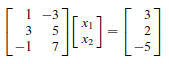 [ 1 -3 ] [ x₁ ] = [ 3 ]
[ 3 5 ] [ x₂ ] [ 2 ]
[ -1 7 ] [ -5 ]